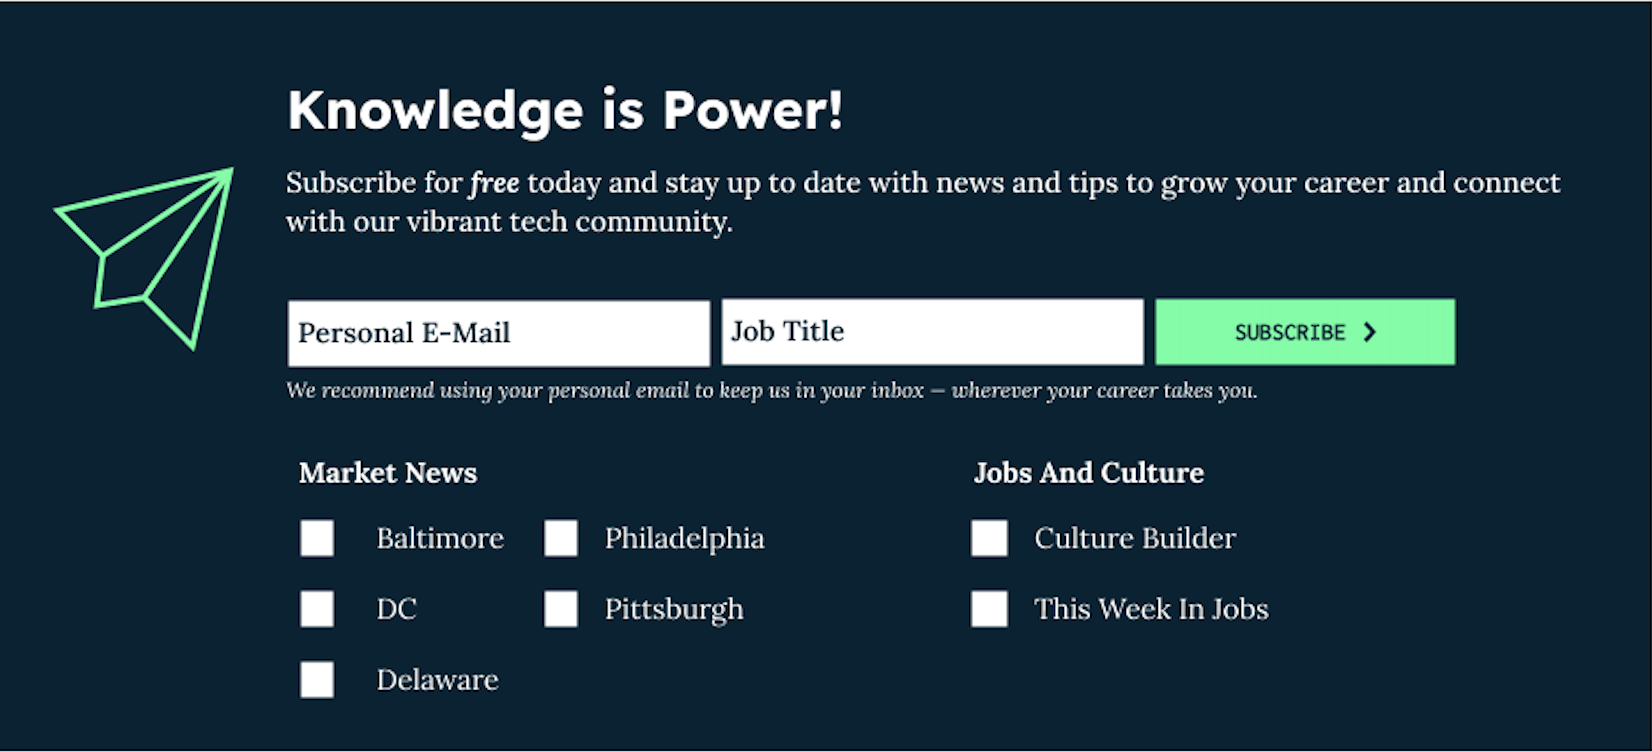 Knowledge is Power!
Subscribe for free today and stay up to date with news and tips to grow your career and connect
with our vibrant tech community.
Personal E-Mail
Job Title
SUBSCRIBE
We recommend using your personal email to keep us in your inbox — wherever your career takes you.
Market News
Baltimore
Philadelphia
DC
Pittsburgh
Delaware
Jobs And Culture
Culture Builder
This Week In Jobs